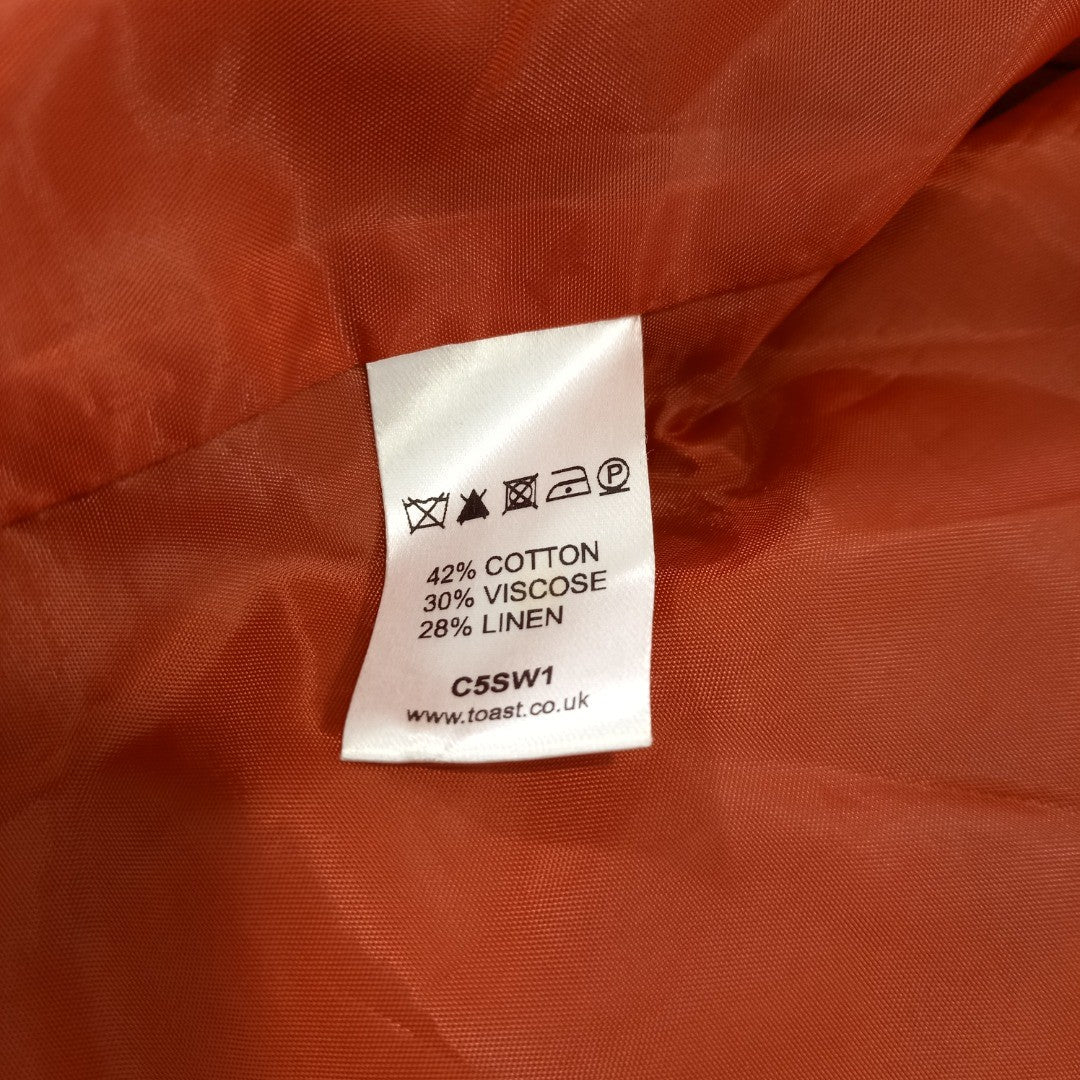 P
42% COTTON
30% VISCOSE
28% LINEN
C5SW1
www.toast.co.uk